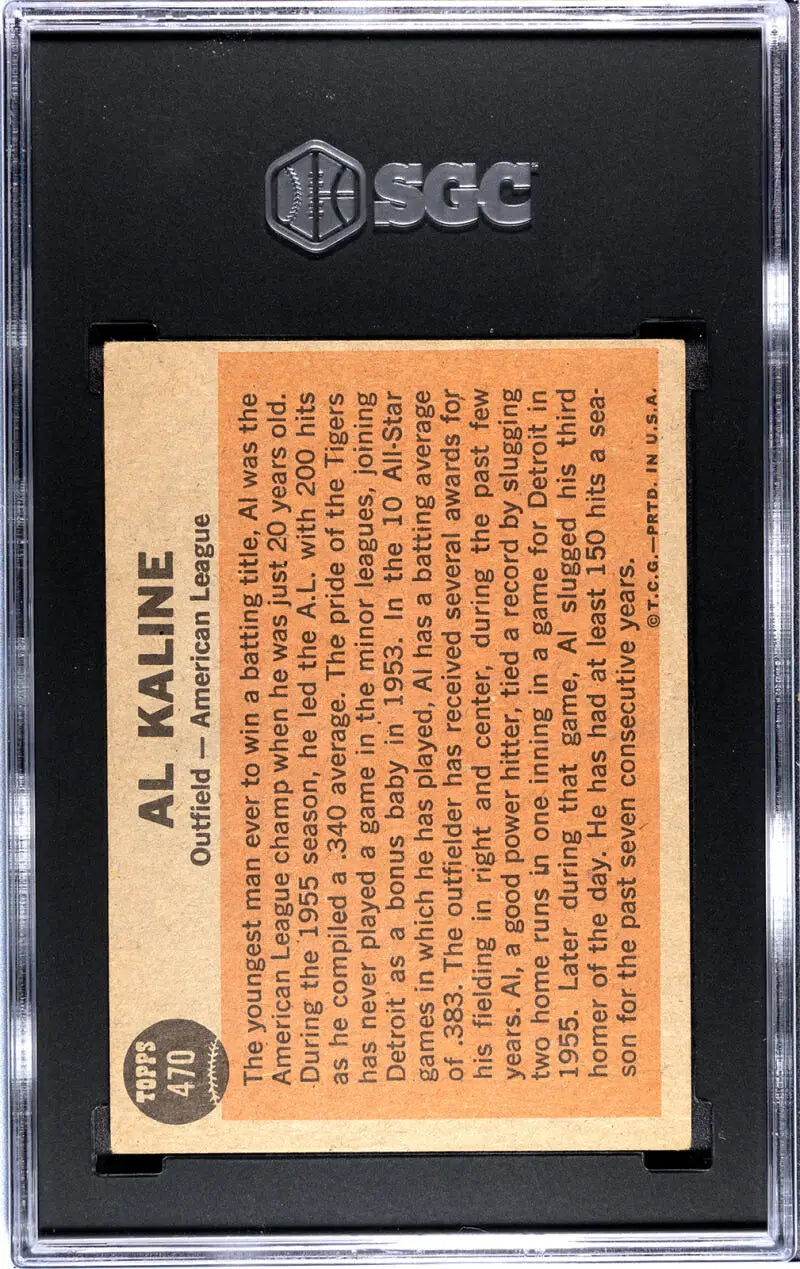 SGC
TOPPS
470
AL KALINE
Outfield — American League
The youngest man ever to win a batting title, Al was the
American League champ when he was just 20 years old.
During the 1955 season, he led the A.L. with 200 hits
as he compiled a .340 average. The pride of the Tigers
has never played a game in the minor leagues, joining
Detroit as a bonus baby in 1953. In the 10 All-Star
games in which he has played, Al has a batting average
of .383. The outfielder has received several awards for
his fielding in right and center, during the past few
years. Al, a good power hitter, tied a record by slugging
two home runs in one inning in a game for Detroit in
1955. Later during that game, Al slugged his third
homer of the day. He has had at least 150 hits a sea-
son for the past seven consecutive years.
©T.C.G.—PRTD. IN U.S.A.